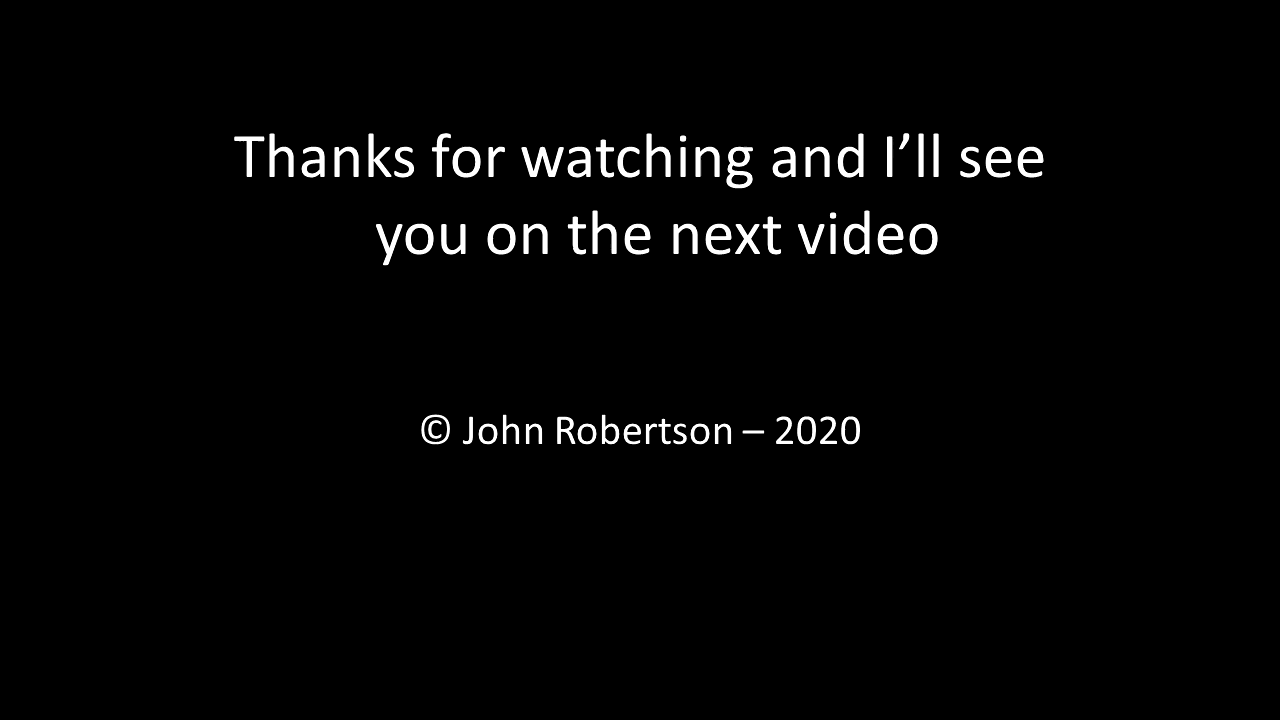 Thanks for watching and I’ll see
you on the next video
© John Robertson – 2020